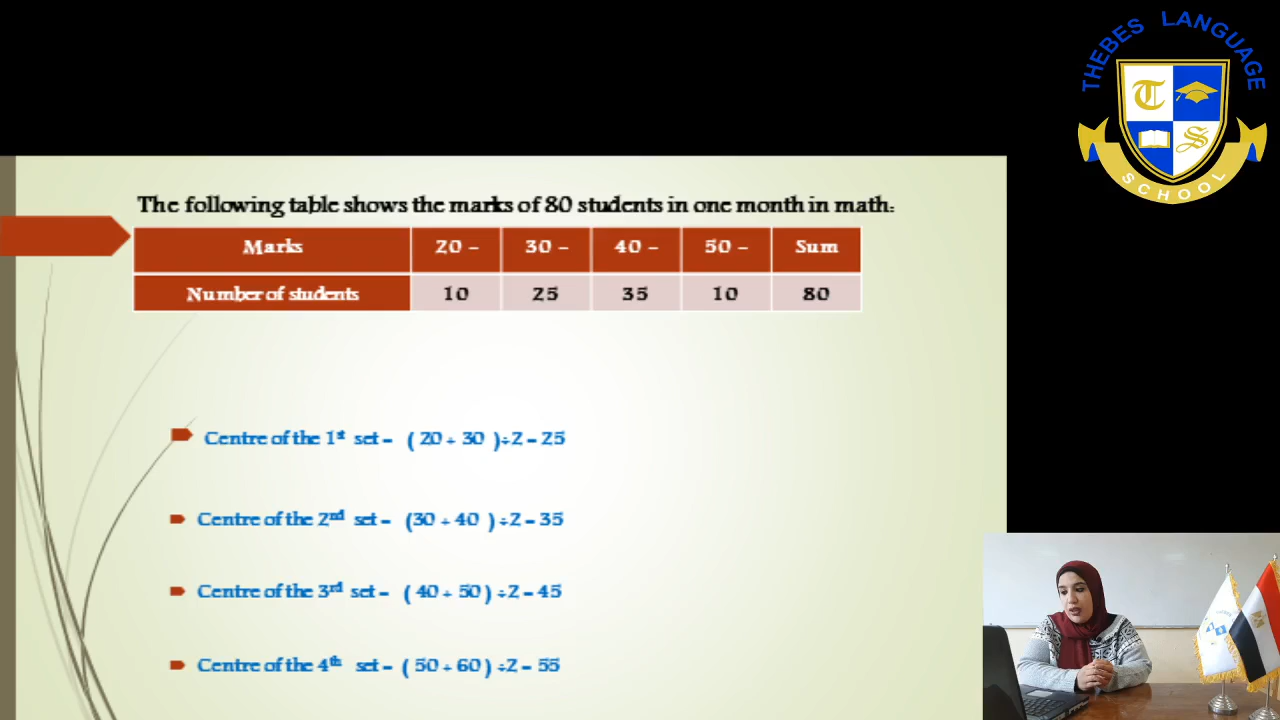 THEBES LANGUAGE
SCHOOL
The following table shows the marks of 80 students in one month in math:
Marks 20 – 30 – 40 – 50 – Sum
Number of students 10 25 35 10 80
Centre of the 1st set = ( 20 + 30 )÷2 = 25
Centre of the 2nd set = (30 + 40 ) ÷2 = 35
Centre of the 3rd set = ( 40 + 50 ) ÷2 = 45
Centre of the 4th set = ( 50 + 60 ) ÷2 = 55